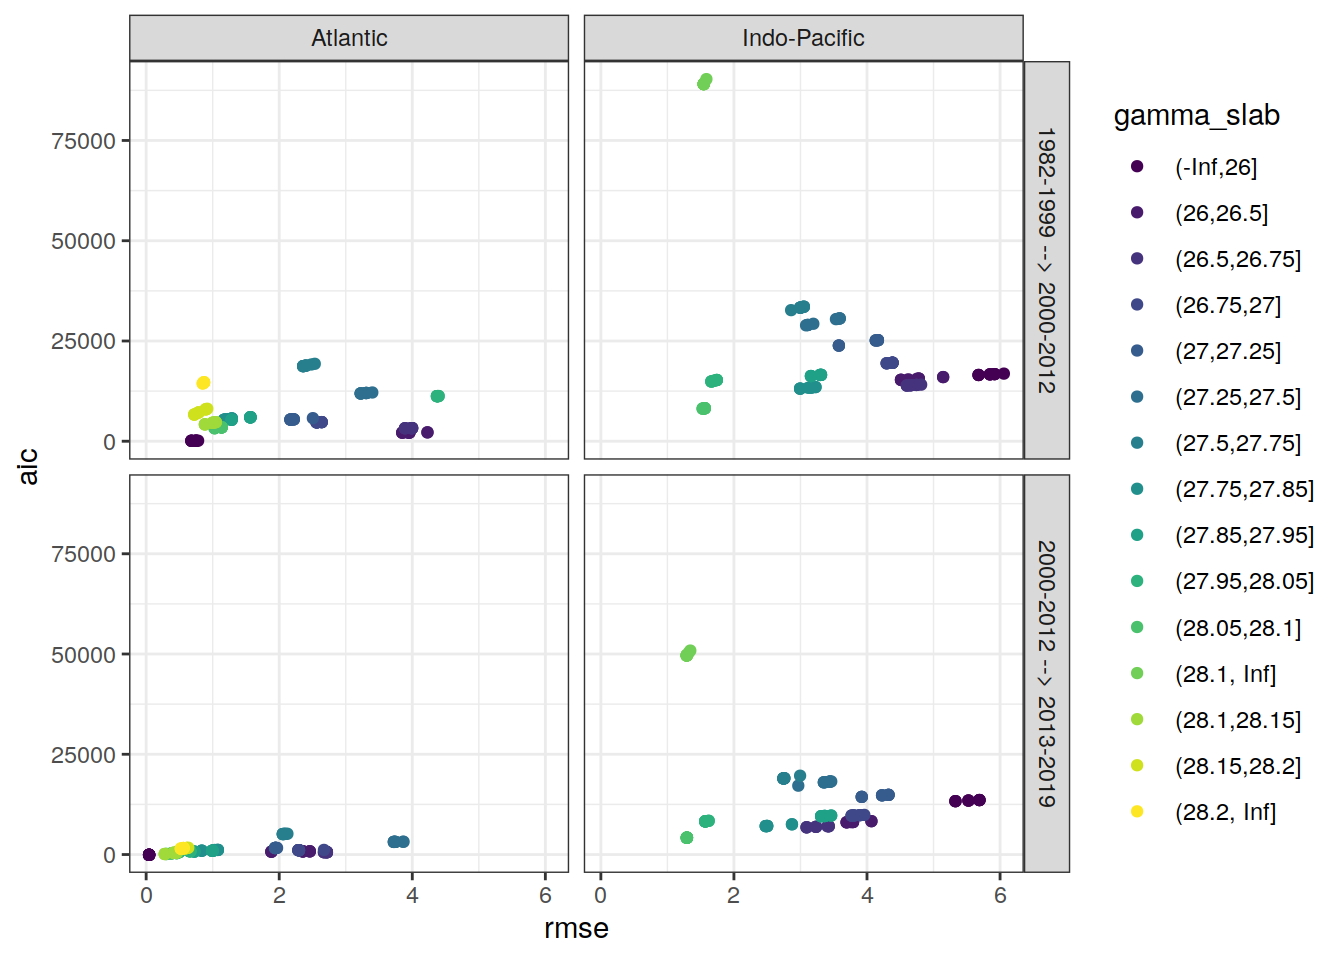 Atlantic
Indo-Pacific
75000
50000
25000
0
1982-1999 --> 2000-2012
75000
50000
25000
0
2000-2012 --> 2013-2019
0
2
4
6
0
2
4
6
rmse
aic
gamma_slab
(-Inf,26]
(26,26.5]
(26.5,26.75]
(26.75,27]
(27,27.25]
(27.25,27.5]
(27.5,27.75]
(27.75,27.85]
(27.85,27.95]
(27.95,28.05]
(28.05,28.1]
(28.1, Inf]
(28.1,28.15]
(28.15,28.2]
(28.2, Inf]